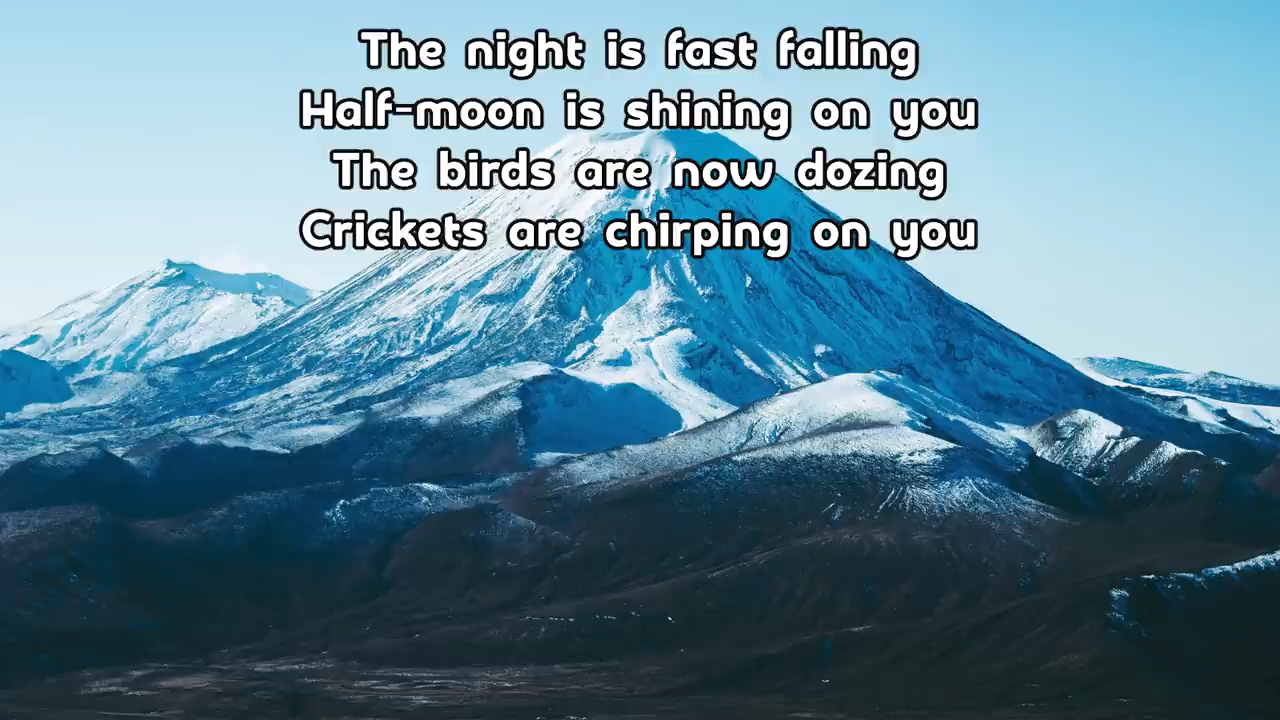 The night is fast falling
Half-moon is shining on you
The birds are now dozing
Crickets are chirping on you